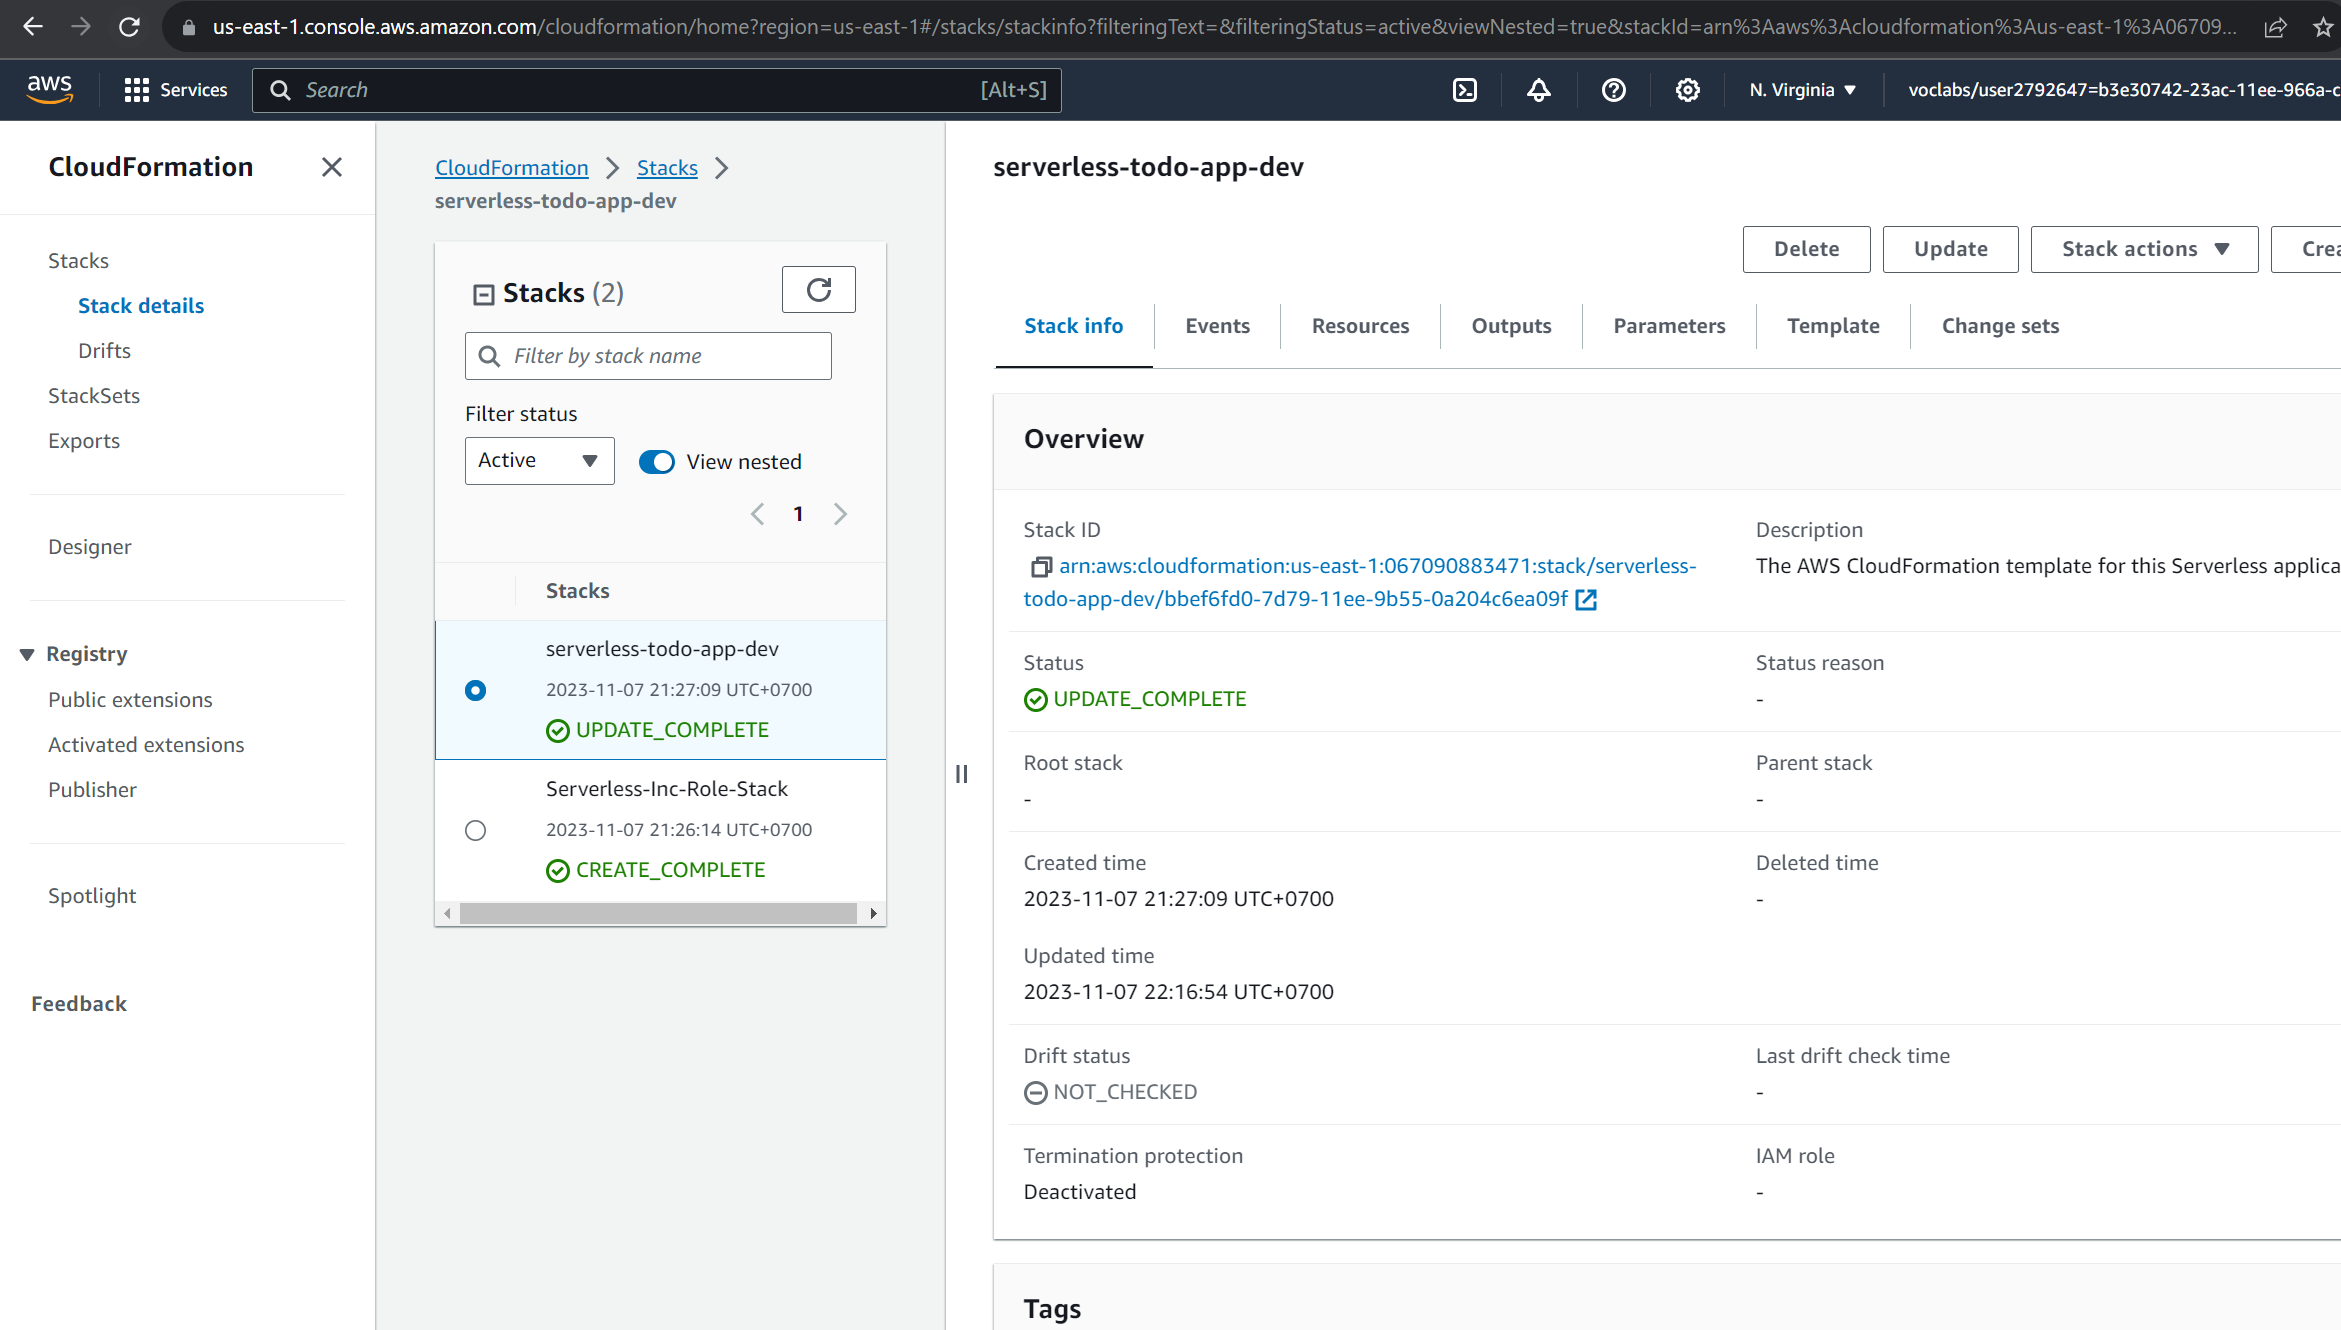 us-east-1.console.aws.amazon.com/cloudformation/home?region=us-east-1#/stacks/stackinfo?filteringText=&filteringStatus=active&viewNested=true&stackId=arn%3Aaws%3Acloudformation%3Aus-east-1%3A06709...
aws
Services
Search
[Alt+S]
N. Virginia
voclabs/user2792647=b3e30742-23ac-11ee-966a-c
CloudFormation
Stacks
Stack details
Drifts
StackSets
Exports
Designer
Registry
Public extensions
Activated extensions
Publisher
Spotlight
Feedback
CloudFormation
Stacks
serverless-todo-app-dev
Stacks (2)
Filter by stack name
Filter status
Active
View nested
1
Stacks
serverless-todo-app-dev
2023-11-07 21:27:09 UTC+0700
UPDATE_COMPLETE
Serverless-Inc-Role-Stack
2023-11-07 21:26:14 UTC+0700
CREATE_COMPLETE
serverless-todo-app-dev
Delete
Update
Stack actions
Crea
Stack info
Events
Resources
Outputs
Parameters
Template
Change sets
Overview
Stack ID
arn:aws:cloudformation:us-east-1:067090883471:stack/serverless-
todo-app-dev/bbef6fd0-7d79-11ee-9b55-0a204c6ea09f
Description
The AWS CloudFormation template for this Serverless applica
Status
UPDATE_COMPLETE
Status reason
-
Root stack
-
Parent stack
-
Created time
2023-11-07 21:27:09 UTC+0700
Deleted time
-
Updated time
2023-11-07 22:16:54 UTC+0700
Drift status
NOT_CHECKED
Last drift check time
-
Termination protection
Deactivated
IAM role
-
Tags